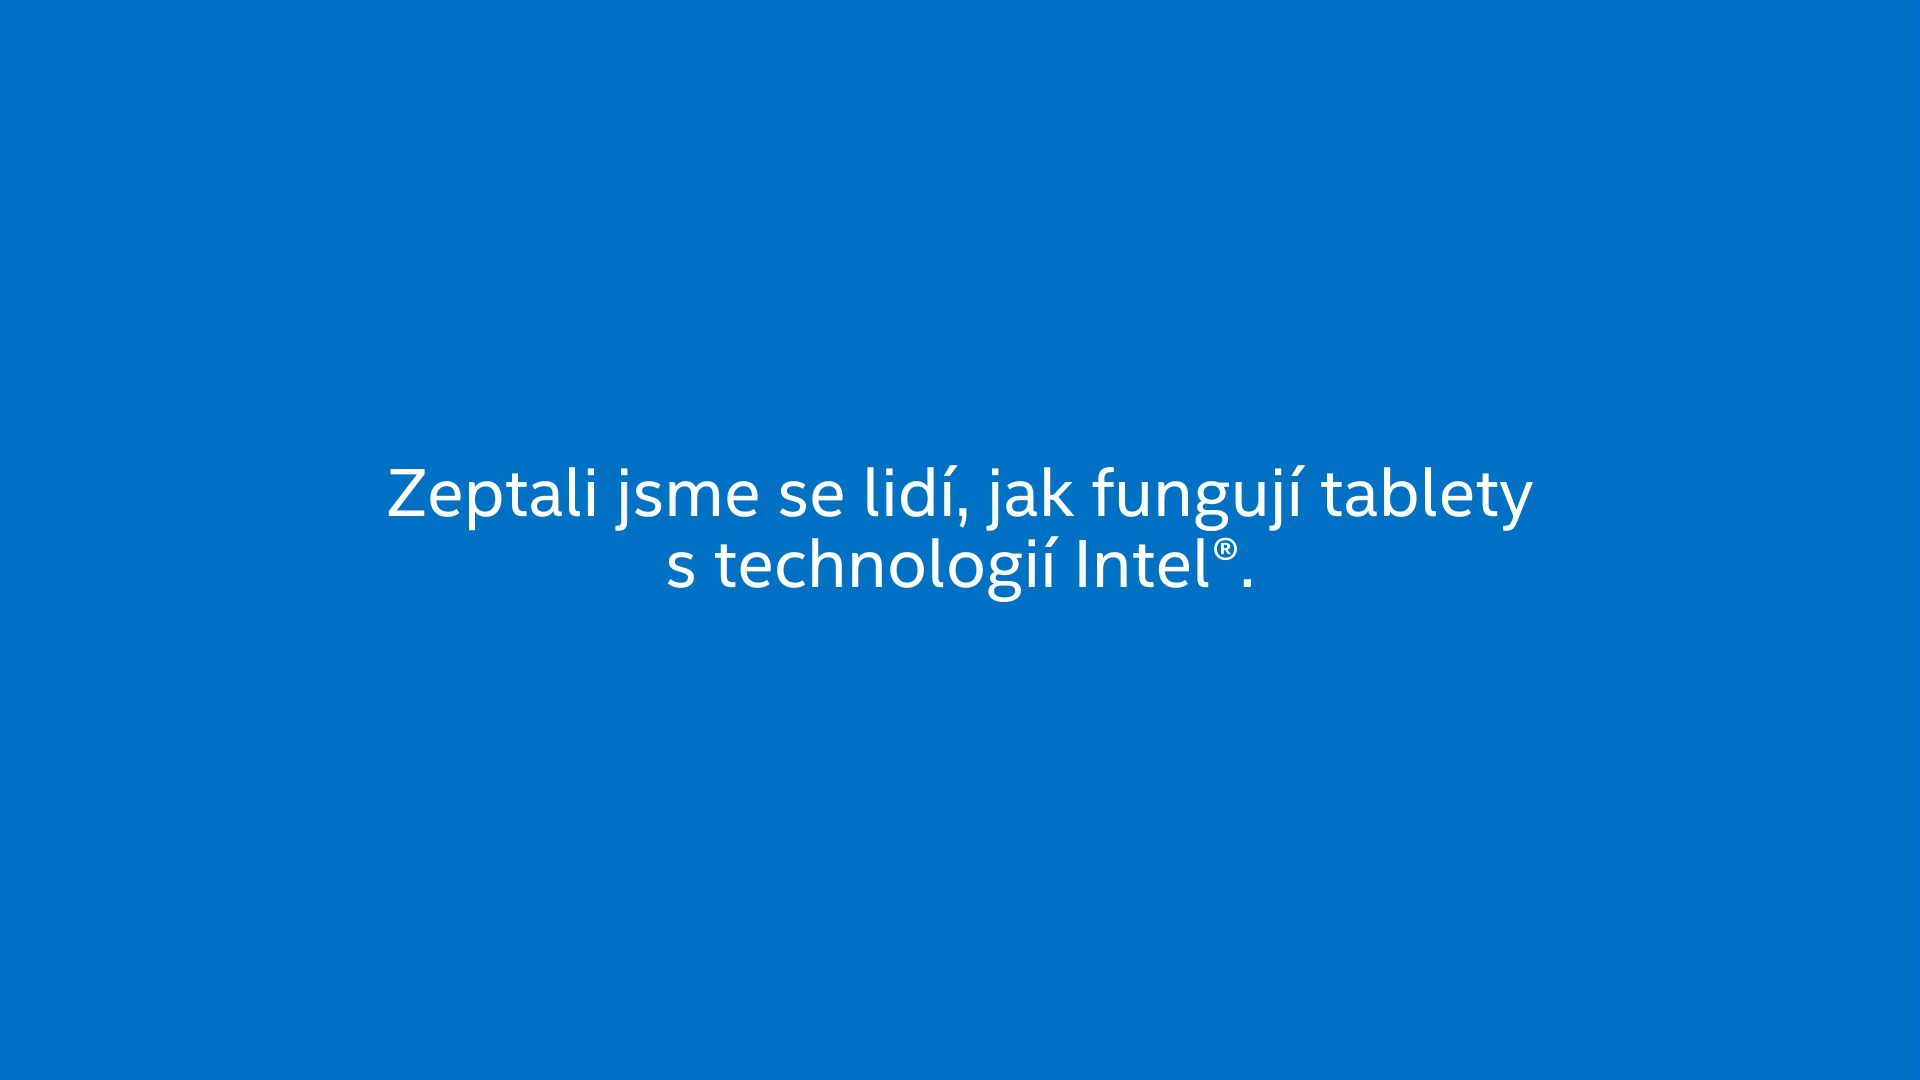 Zeptali jsme se lidí, jak fungují tablety
s technologií Intel®.